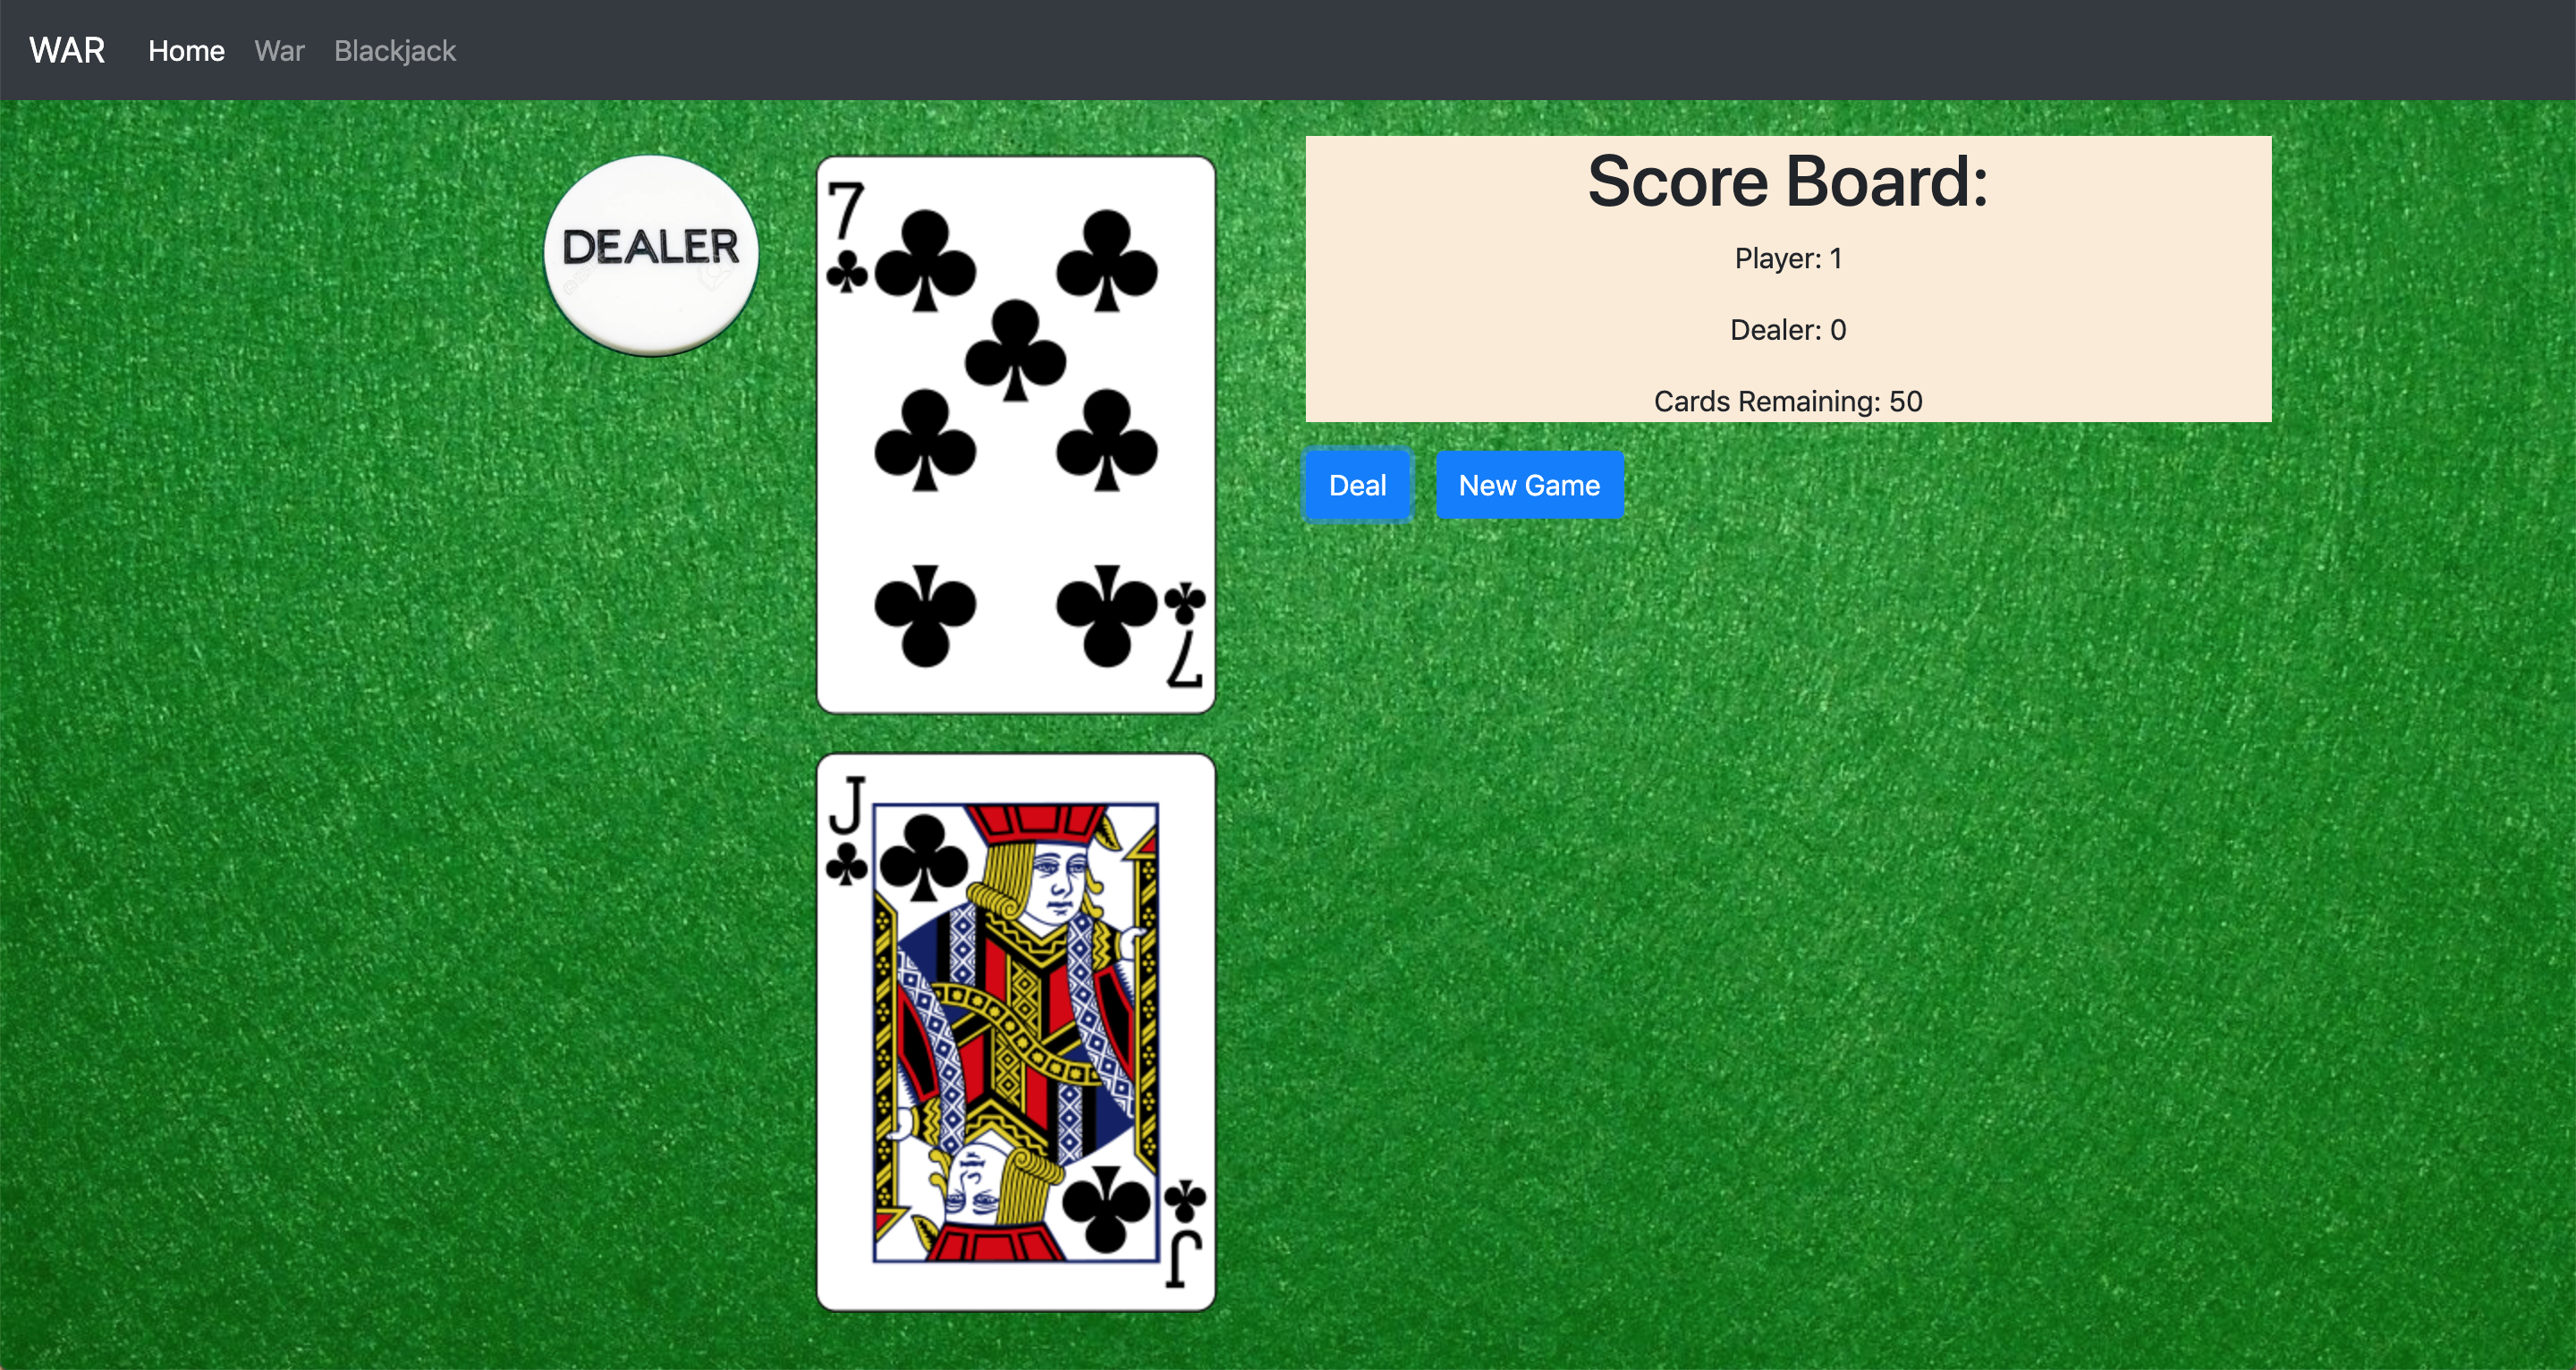 WAR Home War Blackjack
DEALER
7
7
J
J
Score Board:
Player: 1
Dealer: 0
Cards Remaining: 50
Deal New Game